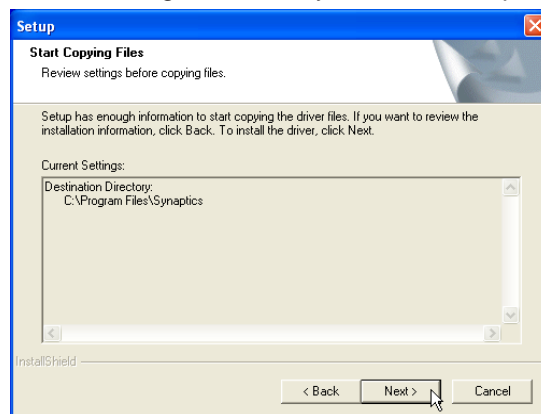 Setup
Start Copying Files
Review settings before copying files.
Setup has enough information to start copying the driver files. If you want to review the
installation information, click Back. To install the driver, click Next.
Current Settings:
Destination Directory:
C:\Program Files\Synaptics
InstallShield
< Back Next > Cancel